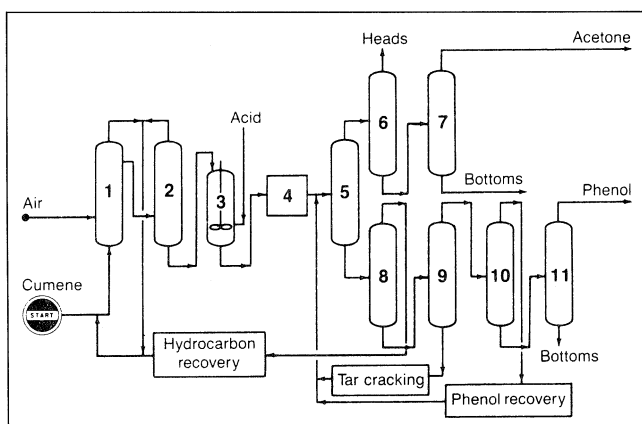 Acetone
Heads
6
7
Acid
5
1
2
3
4
Bottoms
Phenol
Air
8
9
10
11
Cumene
START
Hydrocarbon
recovery
Bottoms
Tar cracking
Phenol recovery